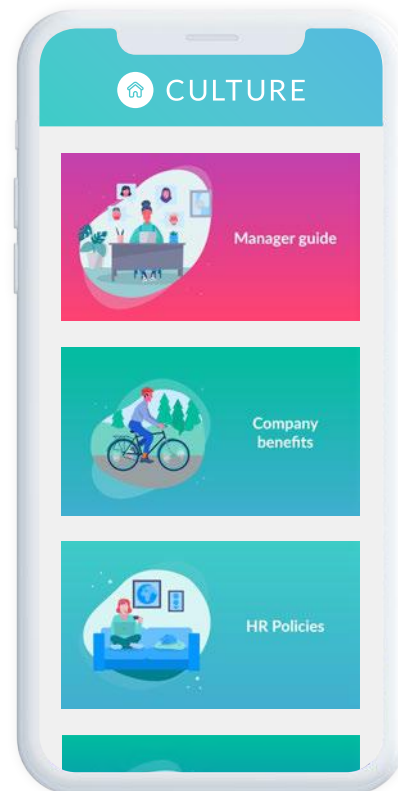 CULTURE
Manager guide
Company
benefits
HR Policies